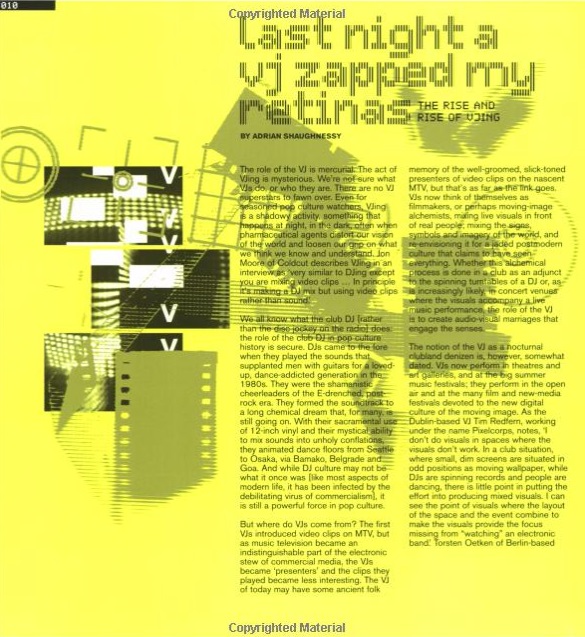 010
Copyrighted Material
last night a
vj zapped my
retinas
THE RISE AND
RISE OF VJING
BY ADRIAN SHAUGHNESSY
The role of the VJ is mercurial. The act of
VJing is mysterious. We're not sure what
VJs do, or who they are. There are no VJ
superstars to fawn over. Even for
seasoned pop culture watchers, VJing
is a shadowy activity, something that
happens at night, in the dark, often when
pharmaceutical agents distort our vision
of the world and loosen our grip on what
we think we know and understand. Jon
Moore of Coldcut describes VJing in an
interview as 'very similar to DJing except
you are mixing video clips ... In principle
it's making a DJ mix but using video clips
rather than sound'.
We all know what the club DJ [rather
than the disc jockey on the radio] does:
the role of the club DJ in pop culture
history is secure. DJs came to the fore
when they played the sounds that
supplanted men with guitars for a loved-
up, dance-addicted generation in the
1980s. They were the shamanistic
cheerleaders of the E-drenched, post-
rock era. They formed the soundtrack to
a long chemical dream that, for many, is
still going on. With their sacramental use
of 12-inch vinyl and their mystical ability
to mix sounds into unholy conflations,
they animated dance floors from Seattle
to Osaka, via Bamako, Belgrade and
Goa. And while DJ culture may not be
what it once was [like most aspects of
modern life, it has been infected by the
debilitating virus of commercialism], it
is still a powerful force in pop culture.
But where do VJs come from? The first
VJs introduced video clips on MTV, but
as music television became an
indistinguishable part of the electronic
stew of commercial media, the VJs
became 'presenters' and the clips they
played became less interesting. The VJ
of today may have some ancient folk
memory of the well-groomed, slick-toned
presenters of video clips on the nascent
MTV, but that's as far as the link goes.
VJs now think of themselves as
filmmakers, or perhaps moving-image
alchemists, mixing live visuals in front
of real people; mixing the signs,
symbols and imagery of the world, and
re-envisioning it for a jaded postmodern
culture that claims to have seen
everything. Whether this alchemical
process is done in a club as an adjunct
to the spinning turntables of a DJ or, as
is increasingly likely, in concert venues
where the visuals accompany a live
music performance, the role of the VJ
is to create audio-visual marriages that
engage the senses.
The notion of the VJ as a nocturnal
clubland denizen is, however, somewhat
dated. VJs now perform in theatres and
art galleries, and at the big summer
music festivals; they perform in the open
air and at the many film and new-media
festivals devoted to the new digital
culture of the moving image. As the
Dublin-based VJ Tim Redfern, working
under the name Pixelcorps, notes, 'I
don't do visuals in spaces where the
visuals don't work. In a club situation,
where small, dim screens are situated in
odd positions as moving wallpaper, while
DJs are spinning records and people are
dancing, there is little point in putting the
effort into producing mixed visuals. I can
see the point of visuals where the layout
of the space and the event combine to
make the visuals provide the focus
missing from "watching" an electronic
band.' Torsten Oetken of Berlin-based
Copyrighted Material